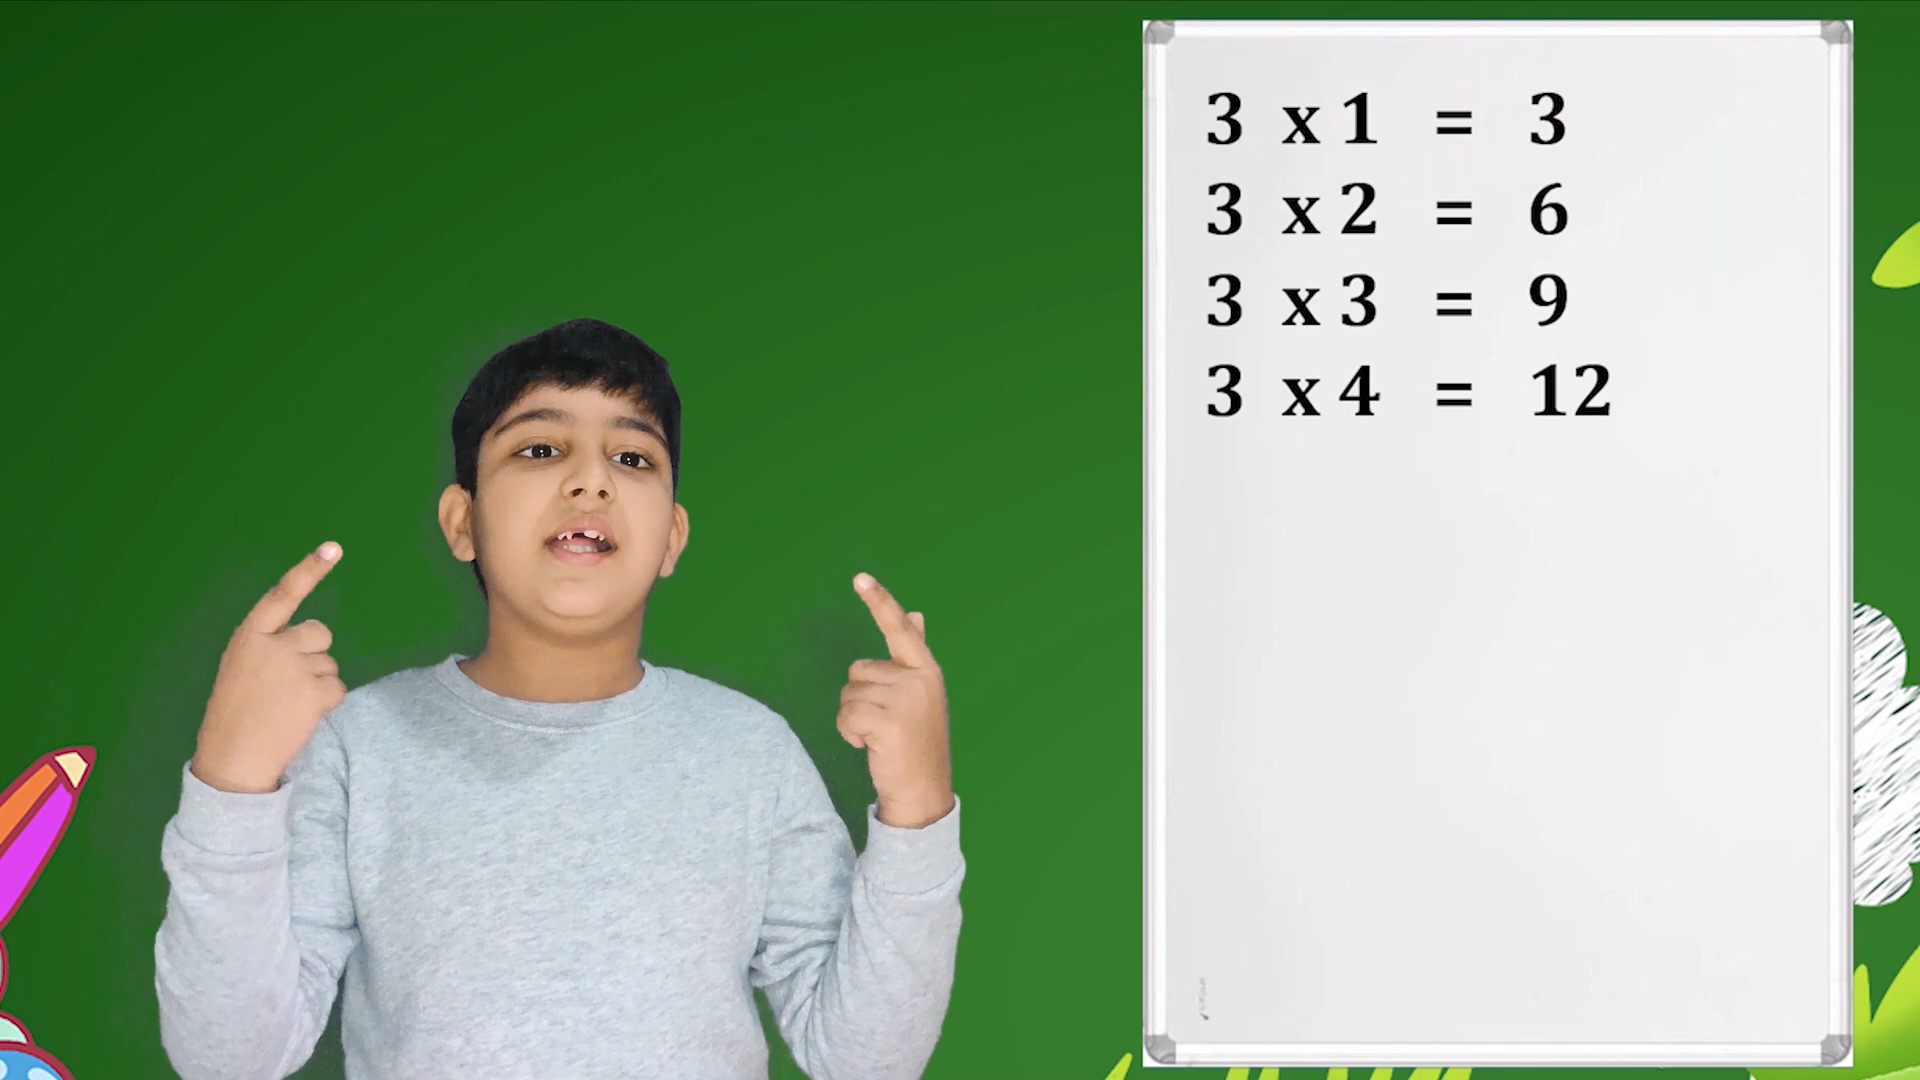 3 x 1 = 3
3 x 2 = 6
3 x 3 = 9
3 x 4 = 12